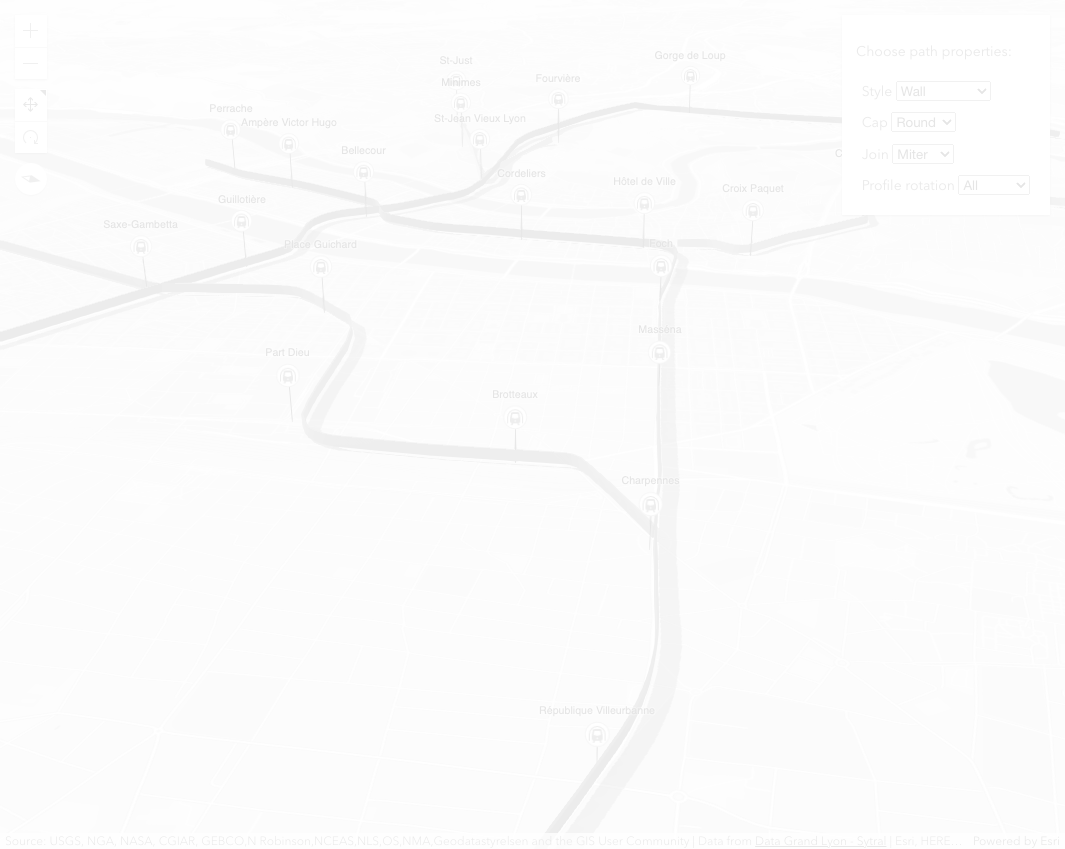 Choose path properties:
St-Just
Gorge de Loup
Minimes
Fourvière
Style Wall
Perrache
Ampère Victor Hugo
St-Jean Vieux Lyon
Cap Round
Bellecour
Join Miter
Cordeliers
Hôtel de Ville
Croix Paquet
Profile rotation All
Guillotière
Saxe-Gambetta
Place Guichard
Foch
Masséna
Part Dieu
Brotteaux
Charpennes
République Villeurbanne
Source: USGS, NGA, NASA, CGIAR, GEBCO,N Robinson,NCEAS,NLS,OS,NMA,Geodatastyrelsen and the GIS User Community | Data from Data Grand Lyon - Sytral | Esri, HERE... Powered by Esri